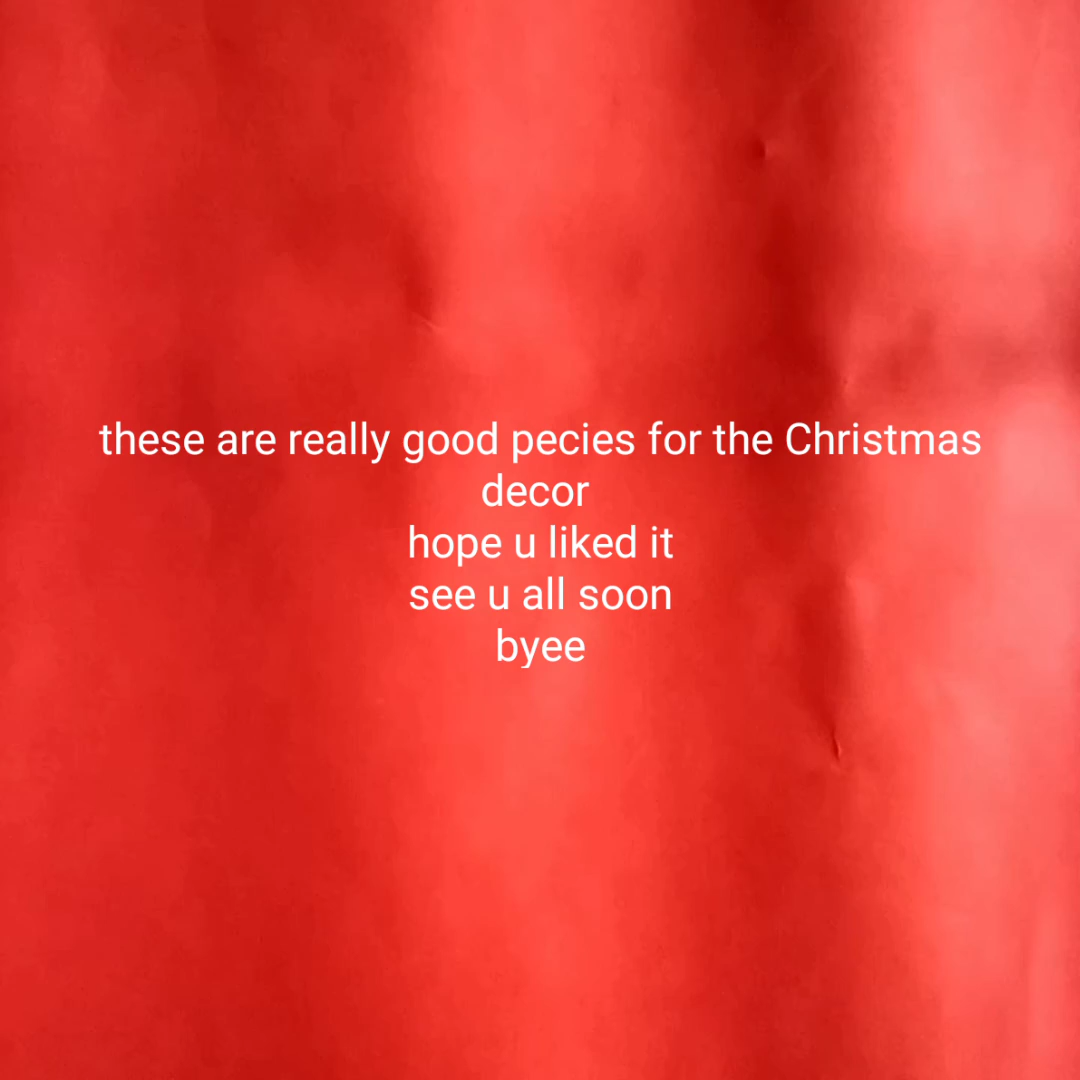 these are really good pecies for the Christmas
decor
hope u liked it
see u all soon
byee